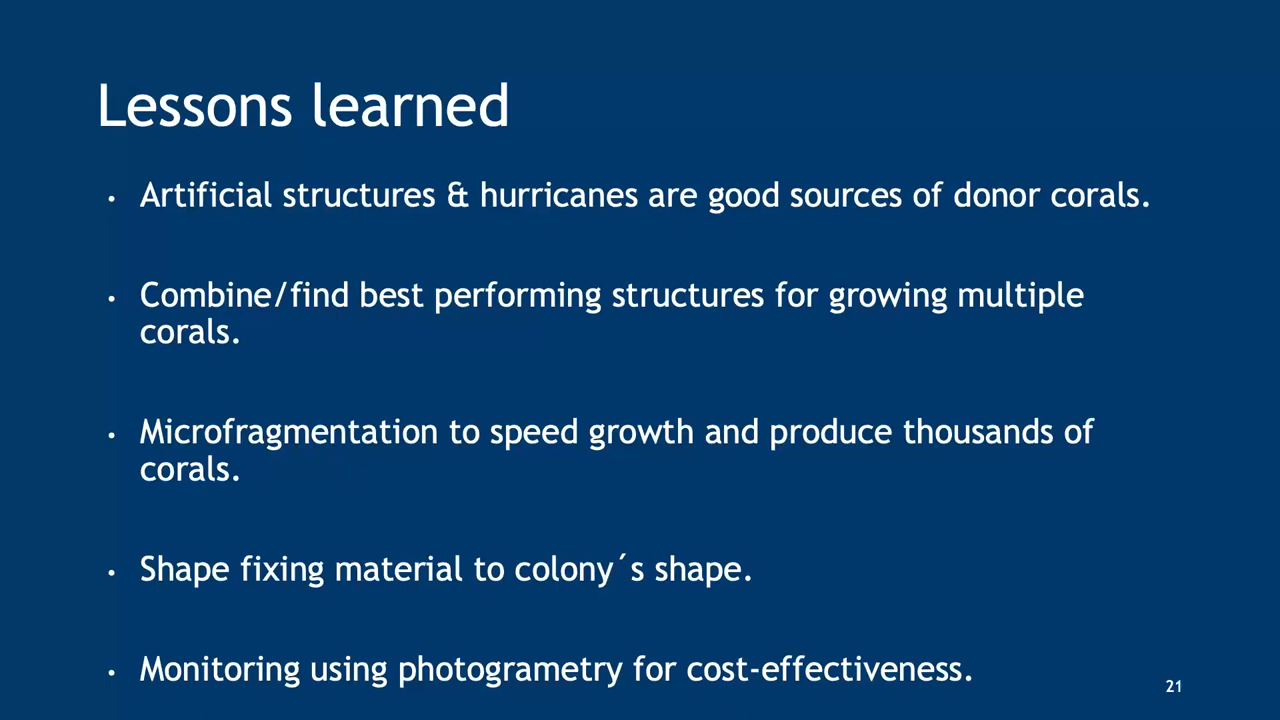 Lessons learned
• Artificial structures & hurricanes are good sources of donor corals.
• Combine/find best performing structures for growing multiple
corals.
• Microfragmentation to speed growth and produce thousands of
corals.
• Shape fixing material to colony´s shape.
• Monitoring using photogrametry for cost-effectiveness.
21